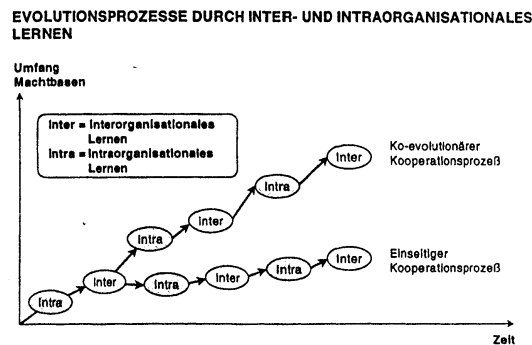 EVOLUTIONSPROZESSE DURCH INTER- UND INTRAORGANISATIONALES
LERNEN
Umfang
Machtbasen
Inter = Interorganisationales
Lernen
Intra = Intraorganisationales
Lernen
Inter
Ko-evolutionärer
Kooperationsprozeß
Intra
Inter
Intra
Inter
Einseitiger
Kooperationsprozeß
Intra
Inter
Intra
Inter
Intra
Zeit